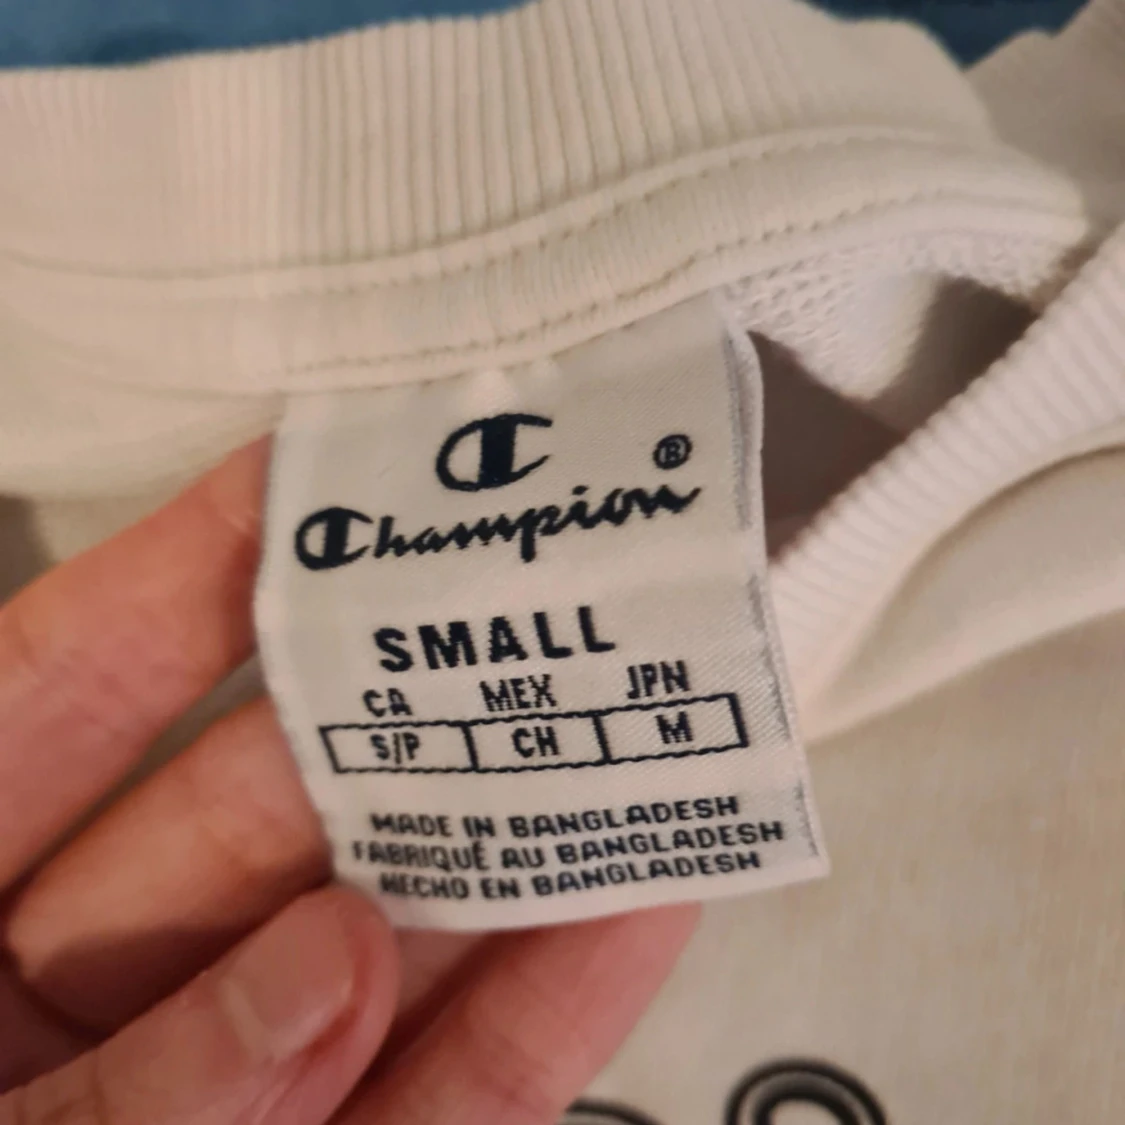 Champion ®
SMALL
CA MEX JPN
S/P CH M
MADE IN BANGLADESH
FABRIQUÉ AU BANGLADESH
HECHO EN BANGLADESH